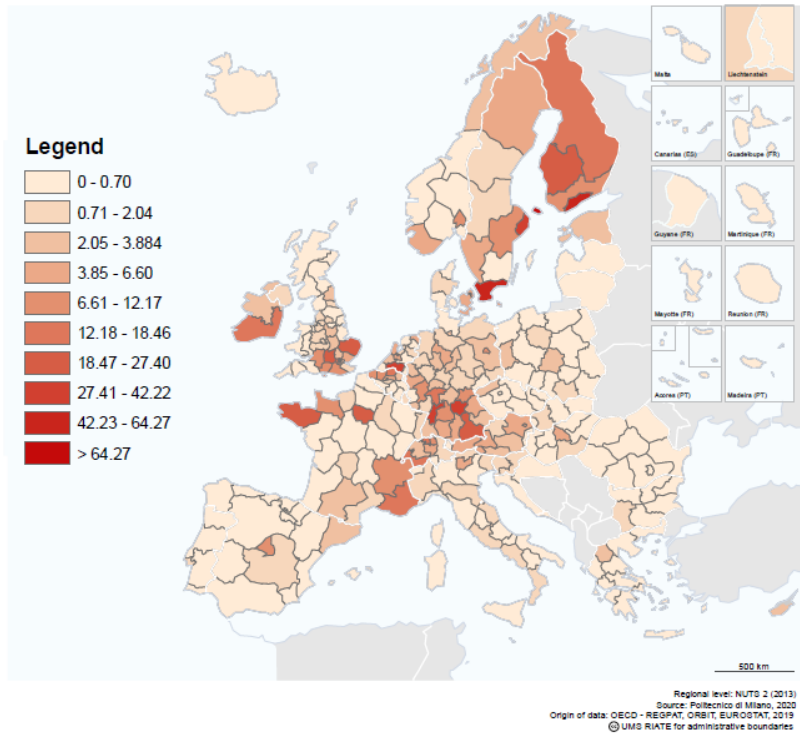 Legend
0 - 0.70
0.71 - 2.04
2.05 - 3.884
3.85 - 6.60
6.61 - 12.17
12.18 - 18.46
18.47 - 27.40
27.41 - 42.22
42.23 - 64.27
> 64.27
Malta
Liechtenstein
Canarias (ES)
Guadeloupe (FR)
Guyane (FR)
Martinique (FR)
Mayotte (FR)
Reunion (FR)
Acores (PT)
Madeira (PT)
500 km
Regional level: NUTS 2 (2013)
Source: Politecnico di Milano, 2020
Origin of data: OECD - REGPAT, ORBIT, EUROSTAT, 2019
cc UMS RIATE for administrative boundaries